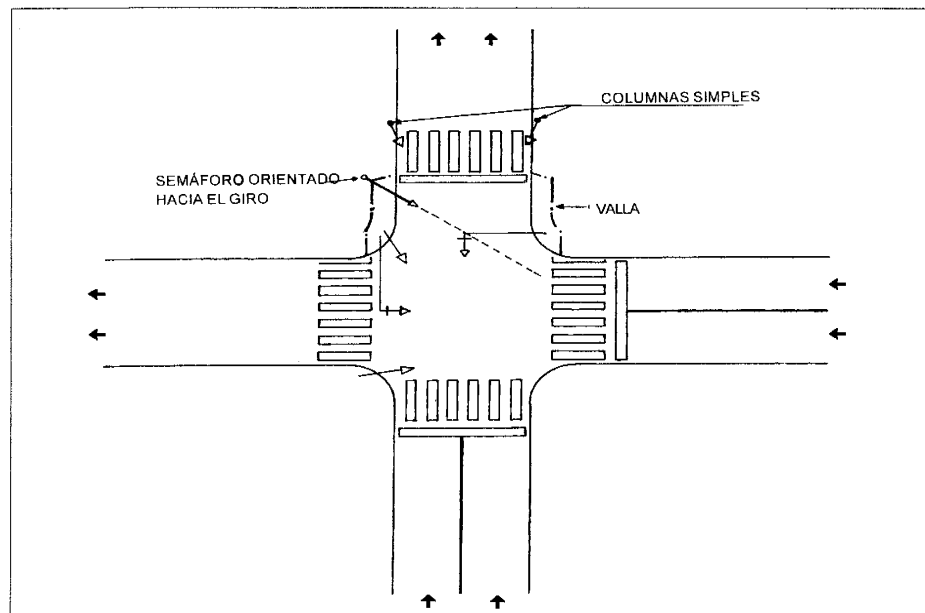 COLUMNAS SIMPLES
SEMÁFORO ORIENTADO
HACIA EL GIRO
VALLA